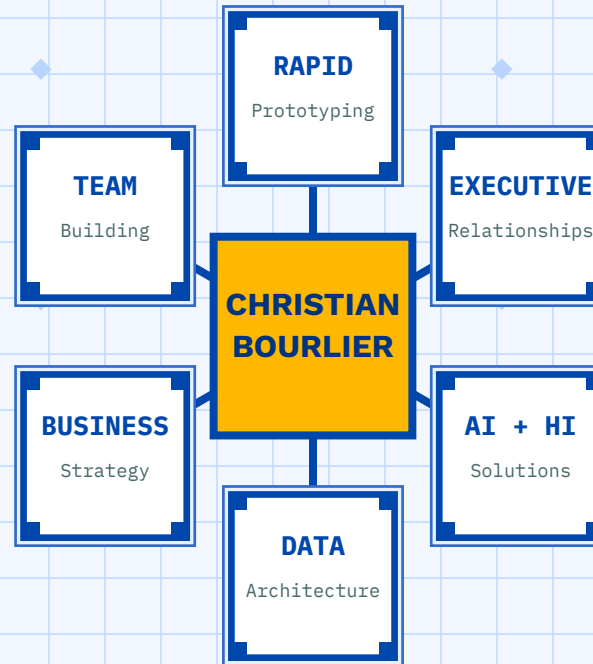 RAPID
Prototyping
TEAM
Building
EXECUTIVE
Relationships
CHRISTIAN
BOURLIER
BUSINESS
Strategy
AI + HI
Solutions
DATA
Architecture